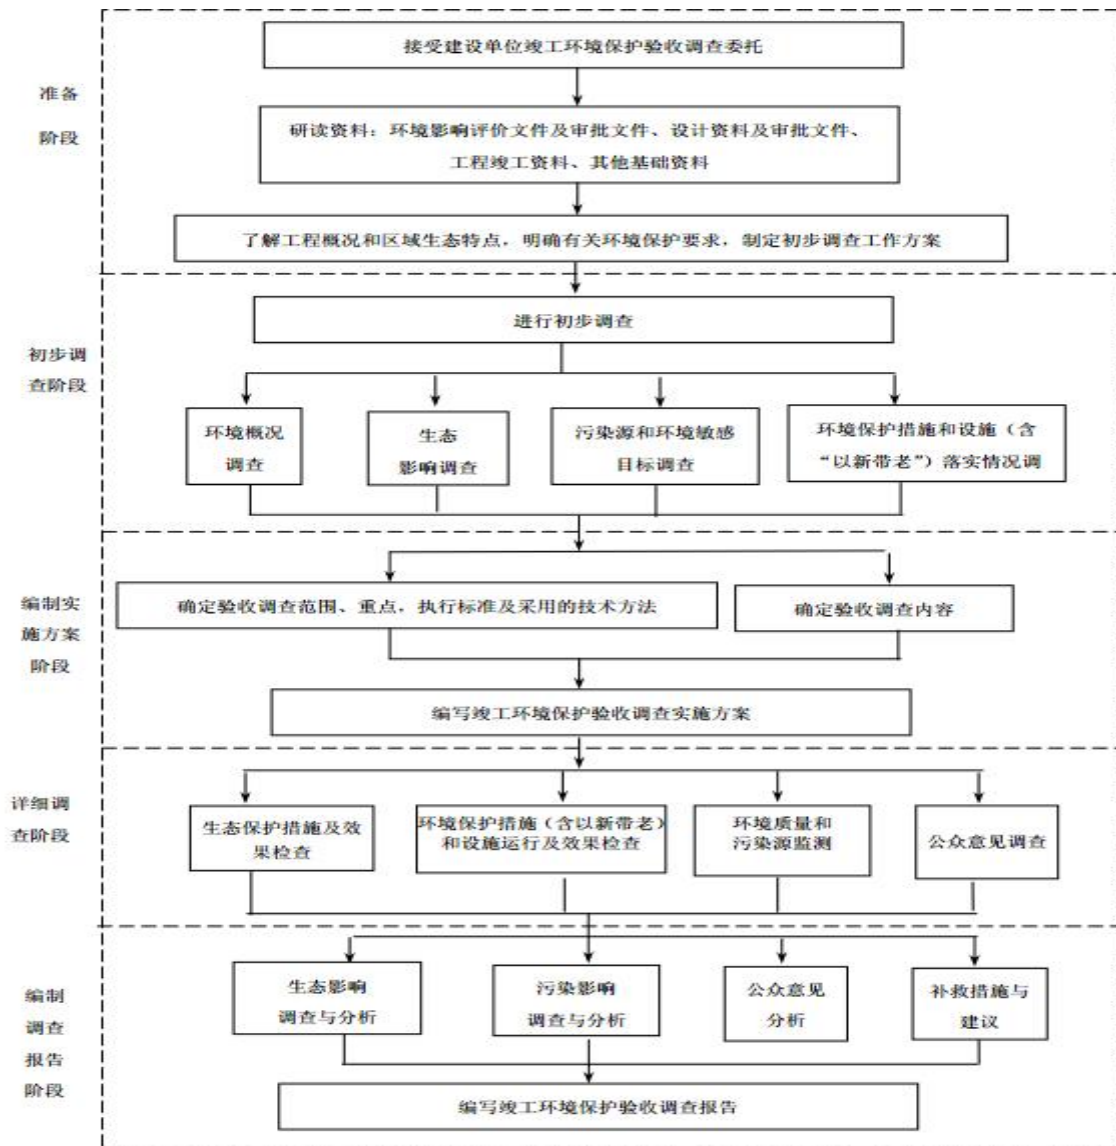 接受建设单位竣工环境保护验收调查委托
准备
阶段
研读资料：环境影响评价文件及审批文件、设计资料及审批文件、
工程竣工资料、其他基础资料
了解工程概况和区域生态特点，明确有关环境保护要求，制定初步调查工作方案
进行初步调查
初步调
查阶段
环境概况
调查
生态
影响调查
污染源和环境敏感
目标调查
环境保护措施和设施（含
“以新带老”）落实情况调
编制实
施方案
阶段
确定验收调查范围、重点，执行标准及采用的技术方法
确定验收调查内容
编写竣工环境保护验收调查实施方案
详细调
查阶段
生态保护措施及效
果检查
环境保护措施（含以新带老）
和设施运行及效果检查
环境质量和
污染源监测
公众意见调查
编制
调查
报告
阶段
生态影响
调查与分析
污染影响
调查与分析
公众意见
分析
补救措施与
建议
编写竣工环境保护验收调查报告